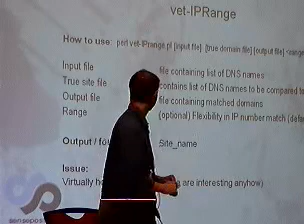 vet-IPRange
How to use: perl vet-IPrange.pl [input file] [true domain file] [output file] <range
Input file file containing list of DNS names
True site file contains list of DNS names to be compared to
Output file file containing matched domains
Range (optional) Flexibility in IP number match (defa
Output / fo Site_name
Issue:
Virtually ha are interesting anyhow)
sensepost